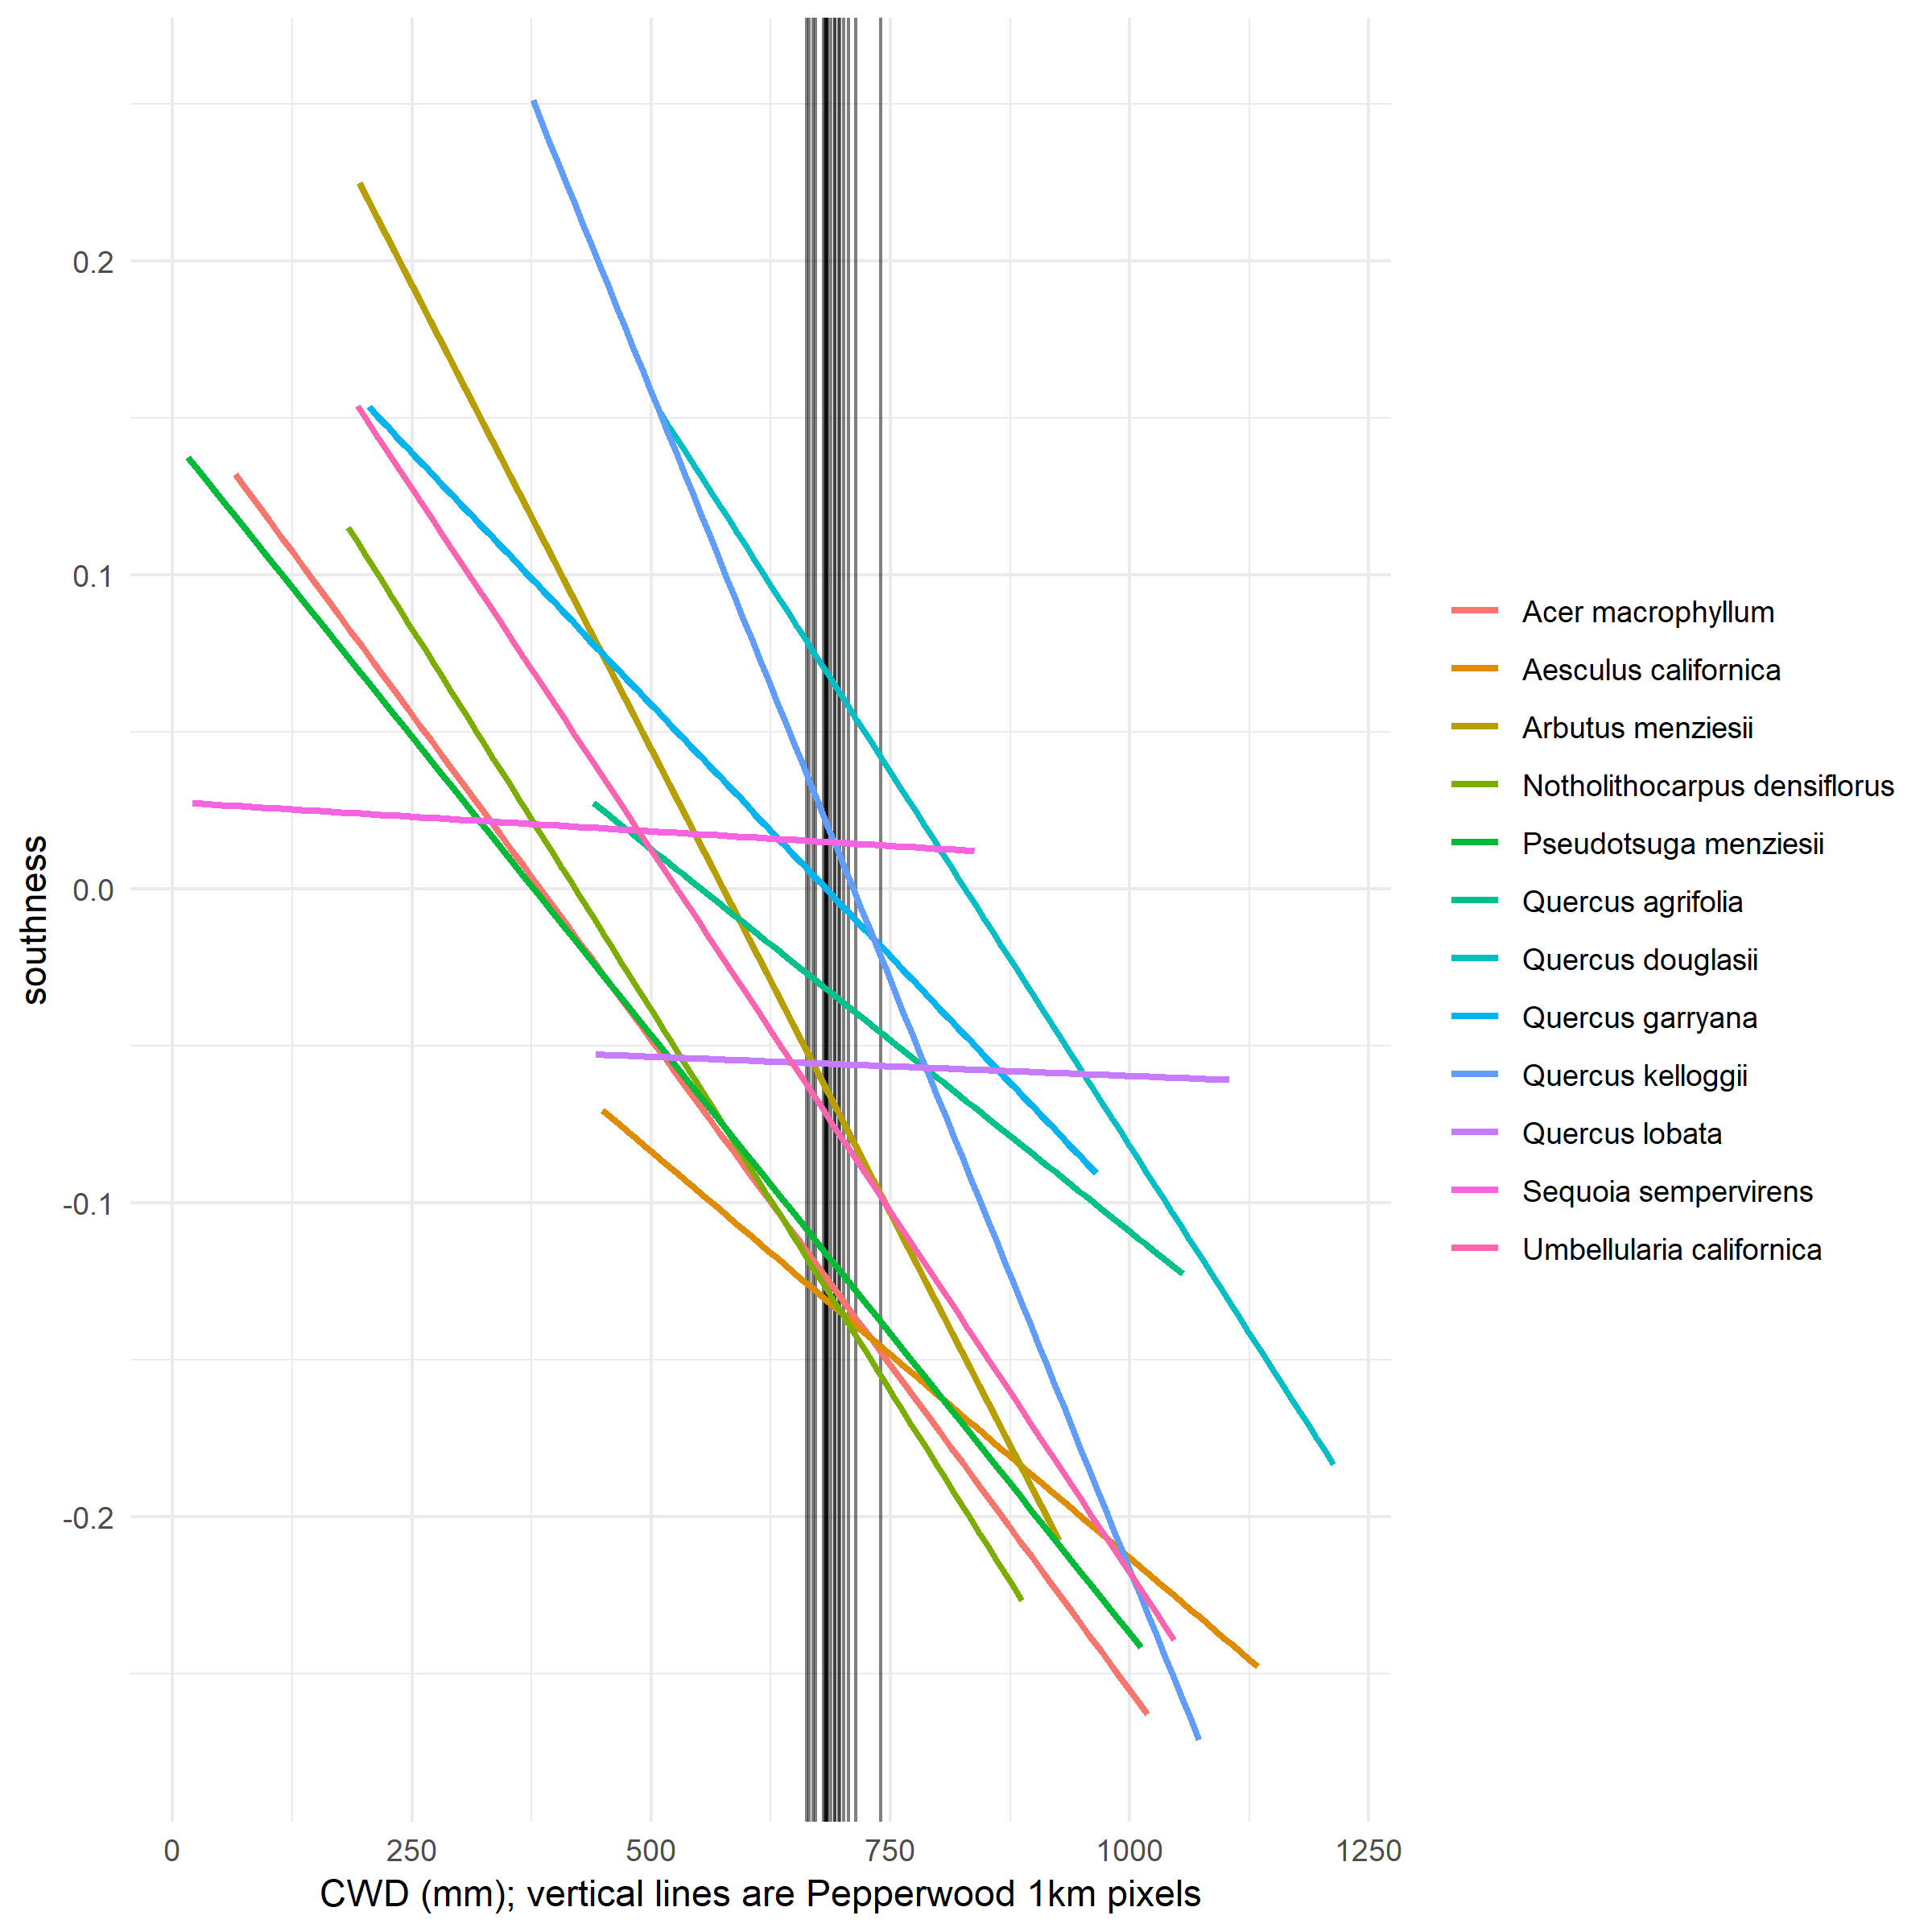 0.2
0.1
0.0
-0.1
-0.2
southness
0
250
500
750
1000
1250
CWD (mm); vertical lines are Pepperwood 1km pixels
Acer macrophyllum
Aesculus californica
Arbutus menziesii
Notholithocarpus densiflorus
Pseudotsuga menziesii
Quercus agrifolia
Quercus douglasii
Quercus garryana
Quercus kelloggii
Quercus lobata
Sequoia sempervirens
Umbellularia californica